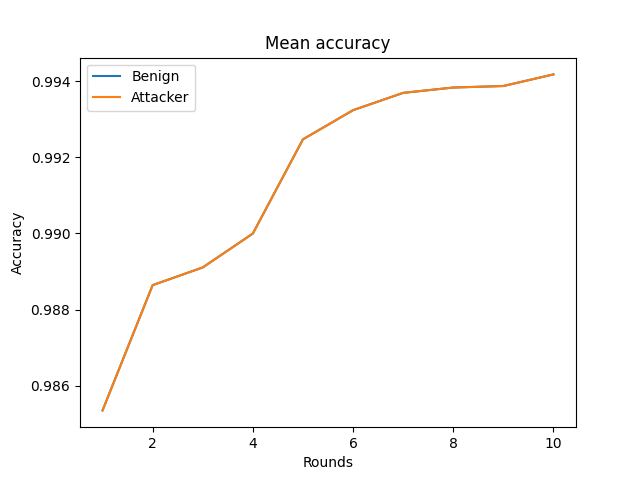 Mean accuracy
Benign
Attacker
0.994
0.992
0.990
0.988
0.986
Accuracy
2 4 6 8 10
Rounds